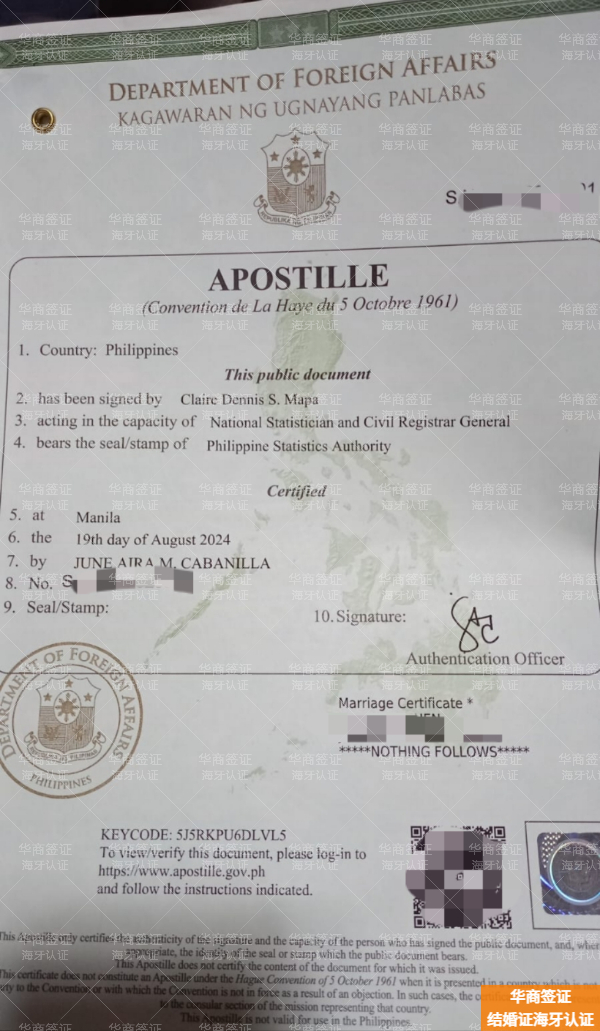 DEPARTMENT OF FOREIGN AFFAIRS
KAGAWARAN NG UGNAYANG PANLABAS
S
APOSTILLE
(Convention de La Haye du 5 Octobre 1961)
1. Country: Philippines
This public document
2. has been signed by Claire Dennis S. Mapa
3. acting in the capacity of National Statistician and Civil Registrar General
4. bears the seal/stamp of Philippine Statistics Authority
Certified
5. at Manila
6. the 19th day of August 2024
7. by JUNE AIRA M. CABANILLA
8. No. S
9. Seal/Stamp:
10. Signature:
Authentication Officer
DEPARTMENT OF FOREIGN AFFAIRS
PHILIPPINES
Marriage Certificate *
*****NOTHING FOLLOWS*****
KEYCODE: 5J5RKPU6DLVL5
To view/verify this document, please log-in to
https://www.apostille.gov.ph
and follow the instructions indicated.
This Apostille only certifies the authenticity of the signature and the capacity of the person who has signed the public document, and, where
appropriate, the identity of the seal or stamp which the public document bears.
This Apostille does not certify the content of the document for which it was issued.
This certificate does not constitute an Apostille under the Hague Convention of 5 October 1961 when it is presented in a country which is not
party to the Convention or with which the Convention is not in force as a result of an objection. In such cases, the
to the consular section of the mission representing that country.
This Apostille is not valid for use in the Philippines.
华商签证
海牙认证
华商签证
结婚证海牙认证